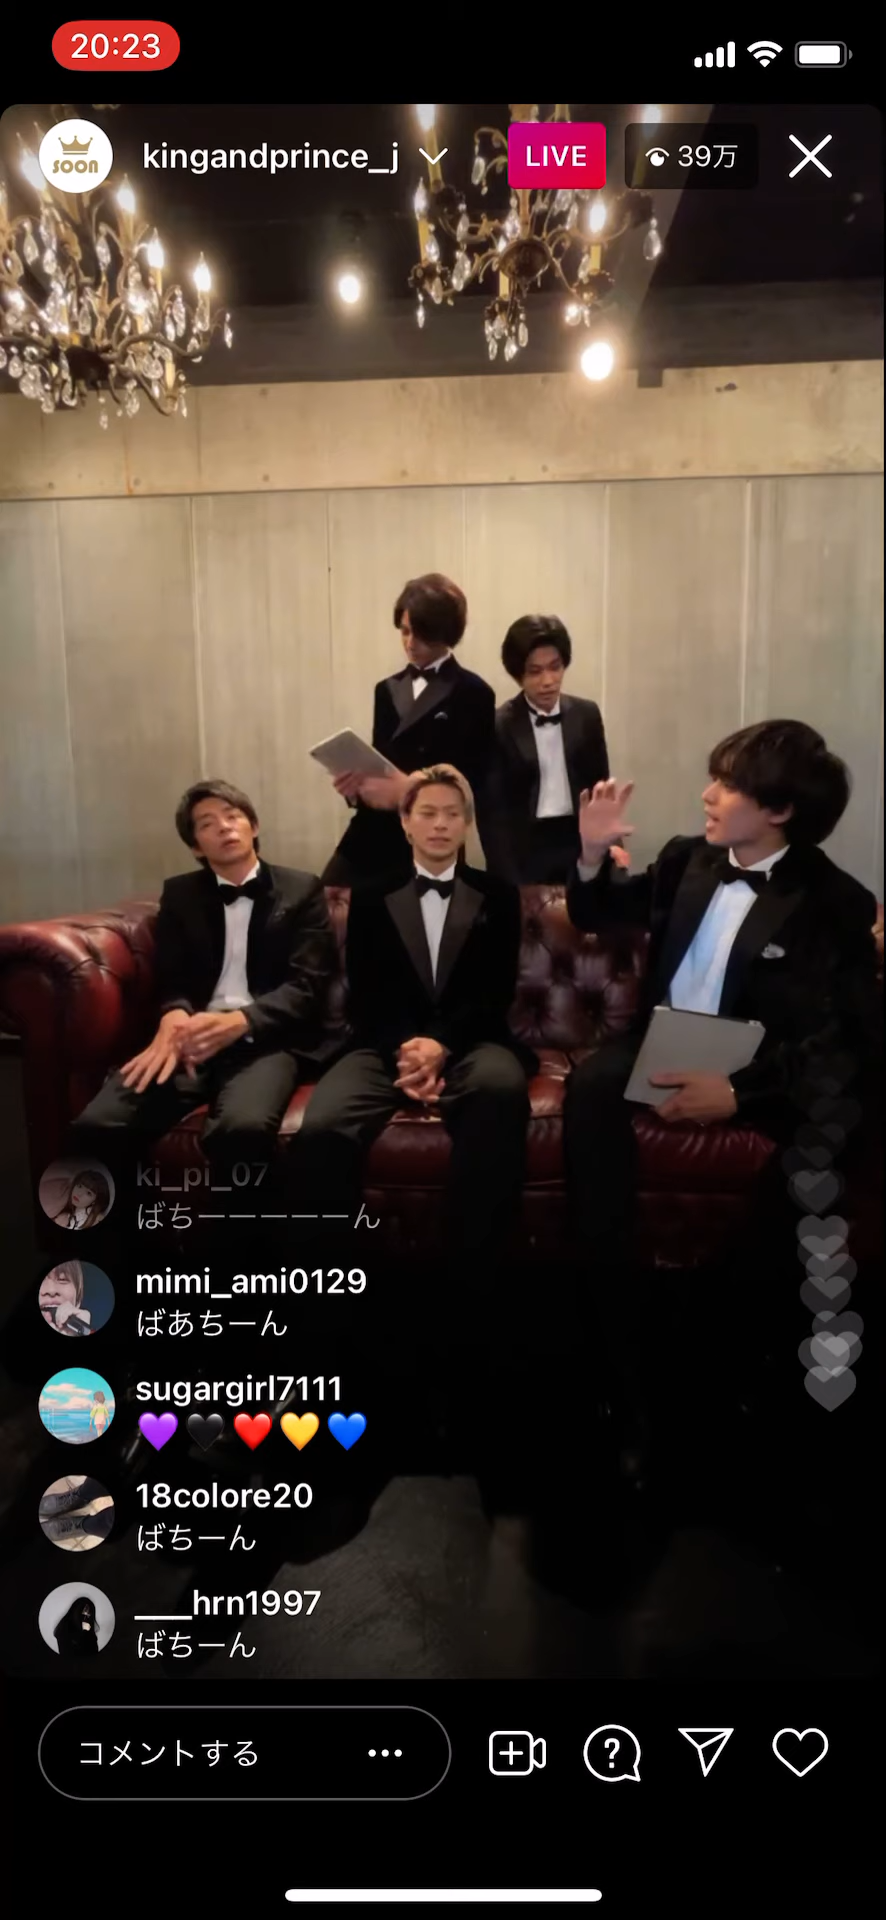 20:23
SOON
kingandprince_j
LIVE
39万
ki_pi_07
ばちーーーーーん
mimi_ami0129
ばあちーん
sugargirl7111
💜🖤❤️💛💙
18colore20
ばちーん
___hrn1997
ばちーん
コメントする